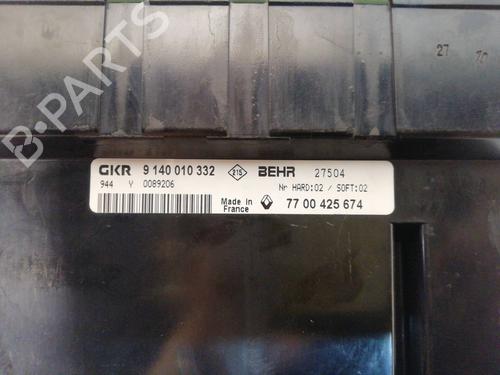 B-PARTS
27
GKR 9 140 010 332 215 BEHR 27504
944 Y 0089206 Nr HARD:02 / SOFT:02
Made in France 77 00 425 674